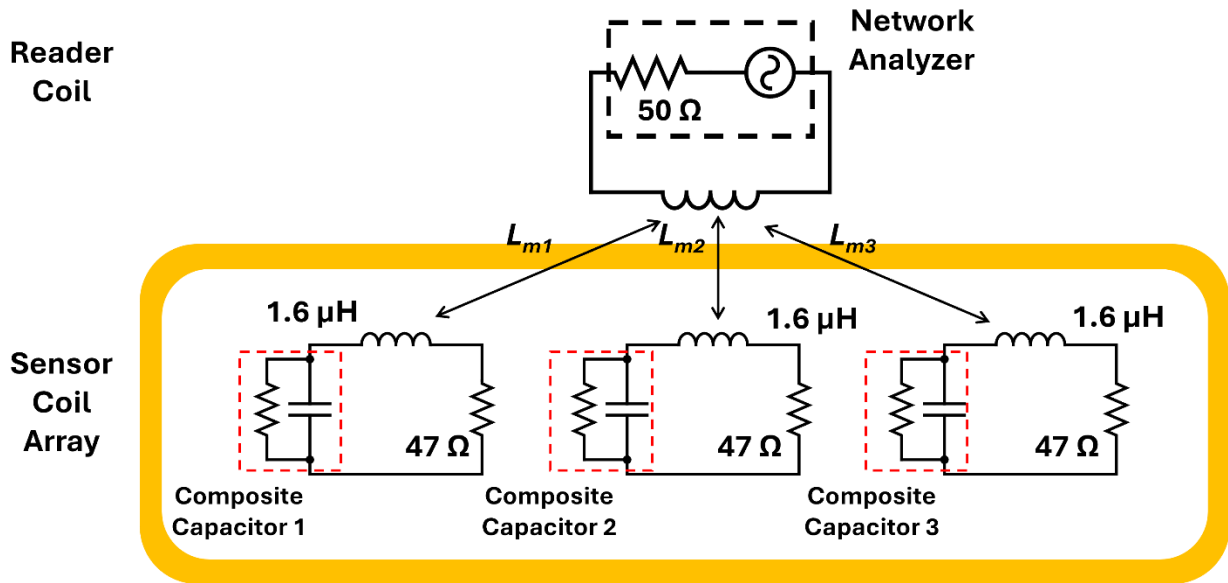 Reader
Coil
Network
Analyzer
50 Ω
Lm1
Lm2
Lm3
1.6 µH
1.6 µH
1.6 µH
Sensor
Coil
Array
47 Ω
47 Ω
47 Ω
Composite
Capacitor 1
Composite
Capacitor 2
Composite
Capacitor 3